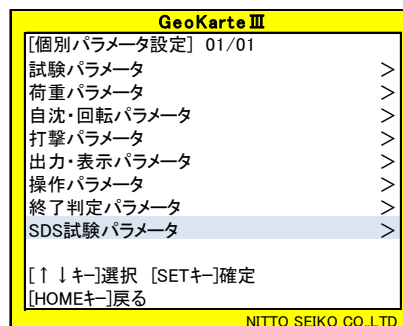 GeoKarteⅢ
[個別パラメータ設定] 01/01
試験パラメータ >
荷重パラメータ >
自沈・回転パラメータ >
打撃パラメータ >
出力・表示パラメータ >
操作パラメータ >
終了判定パラメータ >
SDS試験パラメータ >
[↑↓キー]選択 [SETキー]確定
[HOMEキー]戻る
NITTO SEIKO CO.,LTD